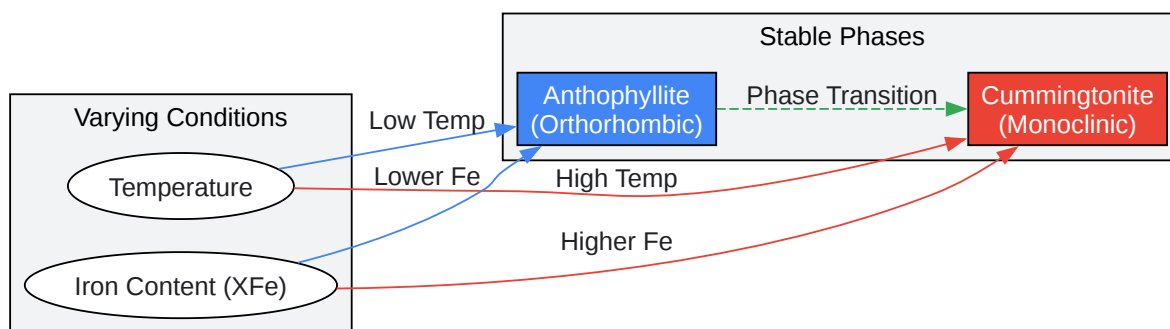 Stable Phases
Varying Conditions
Anthophyllite
(Orthorhombic)
Phase Transition
Cummingtonite
(Monoclinic)
Low Temp
Temperature
Lower Fe
High Temp
Higher Fe
Iron Content (XFe)